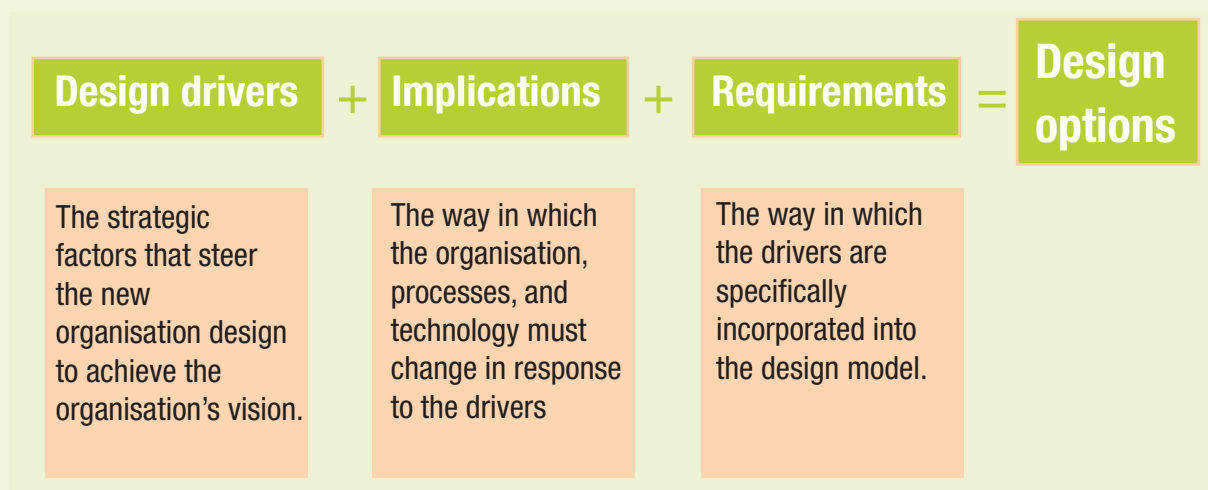 Design drivers + Implications + Requirements = Design
options
The strategic
factors that steer
the new
organisation design
to achieve the
organisation's vision.
The way in which
the organisation,
processes, and
technology must
change in response
to the drivers
The way in which
the drivers are
specifically
incorporated into
the design model.